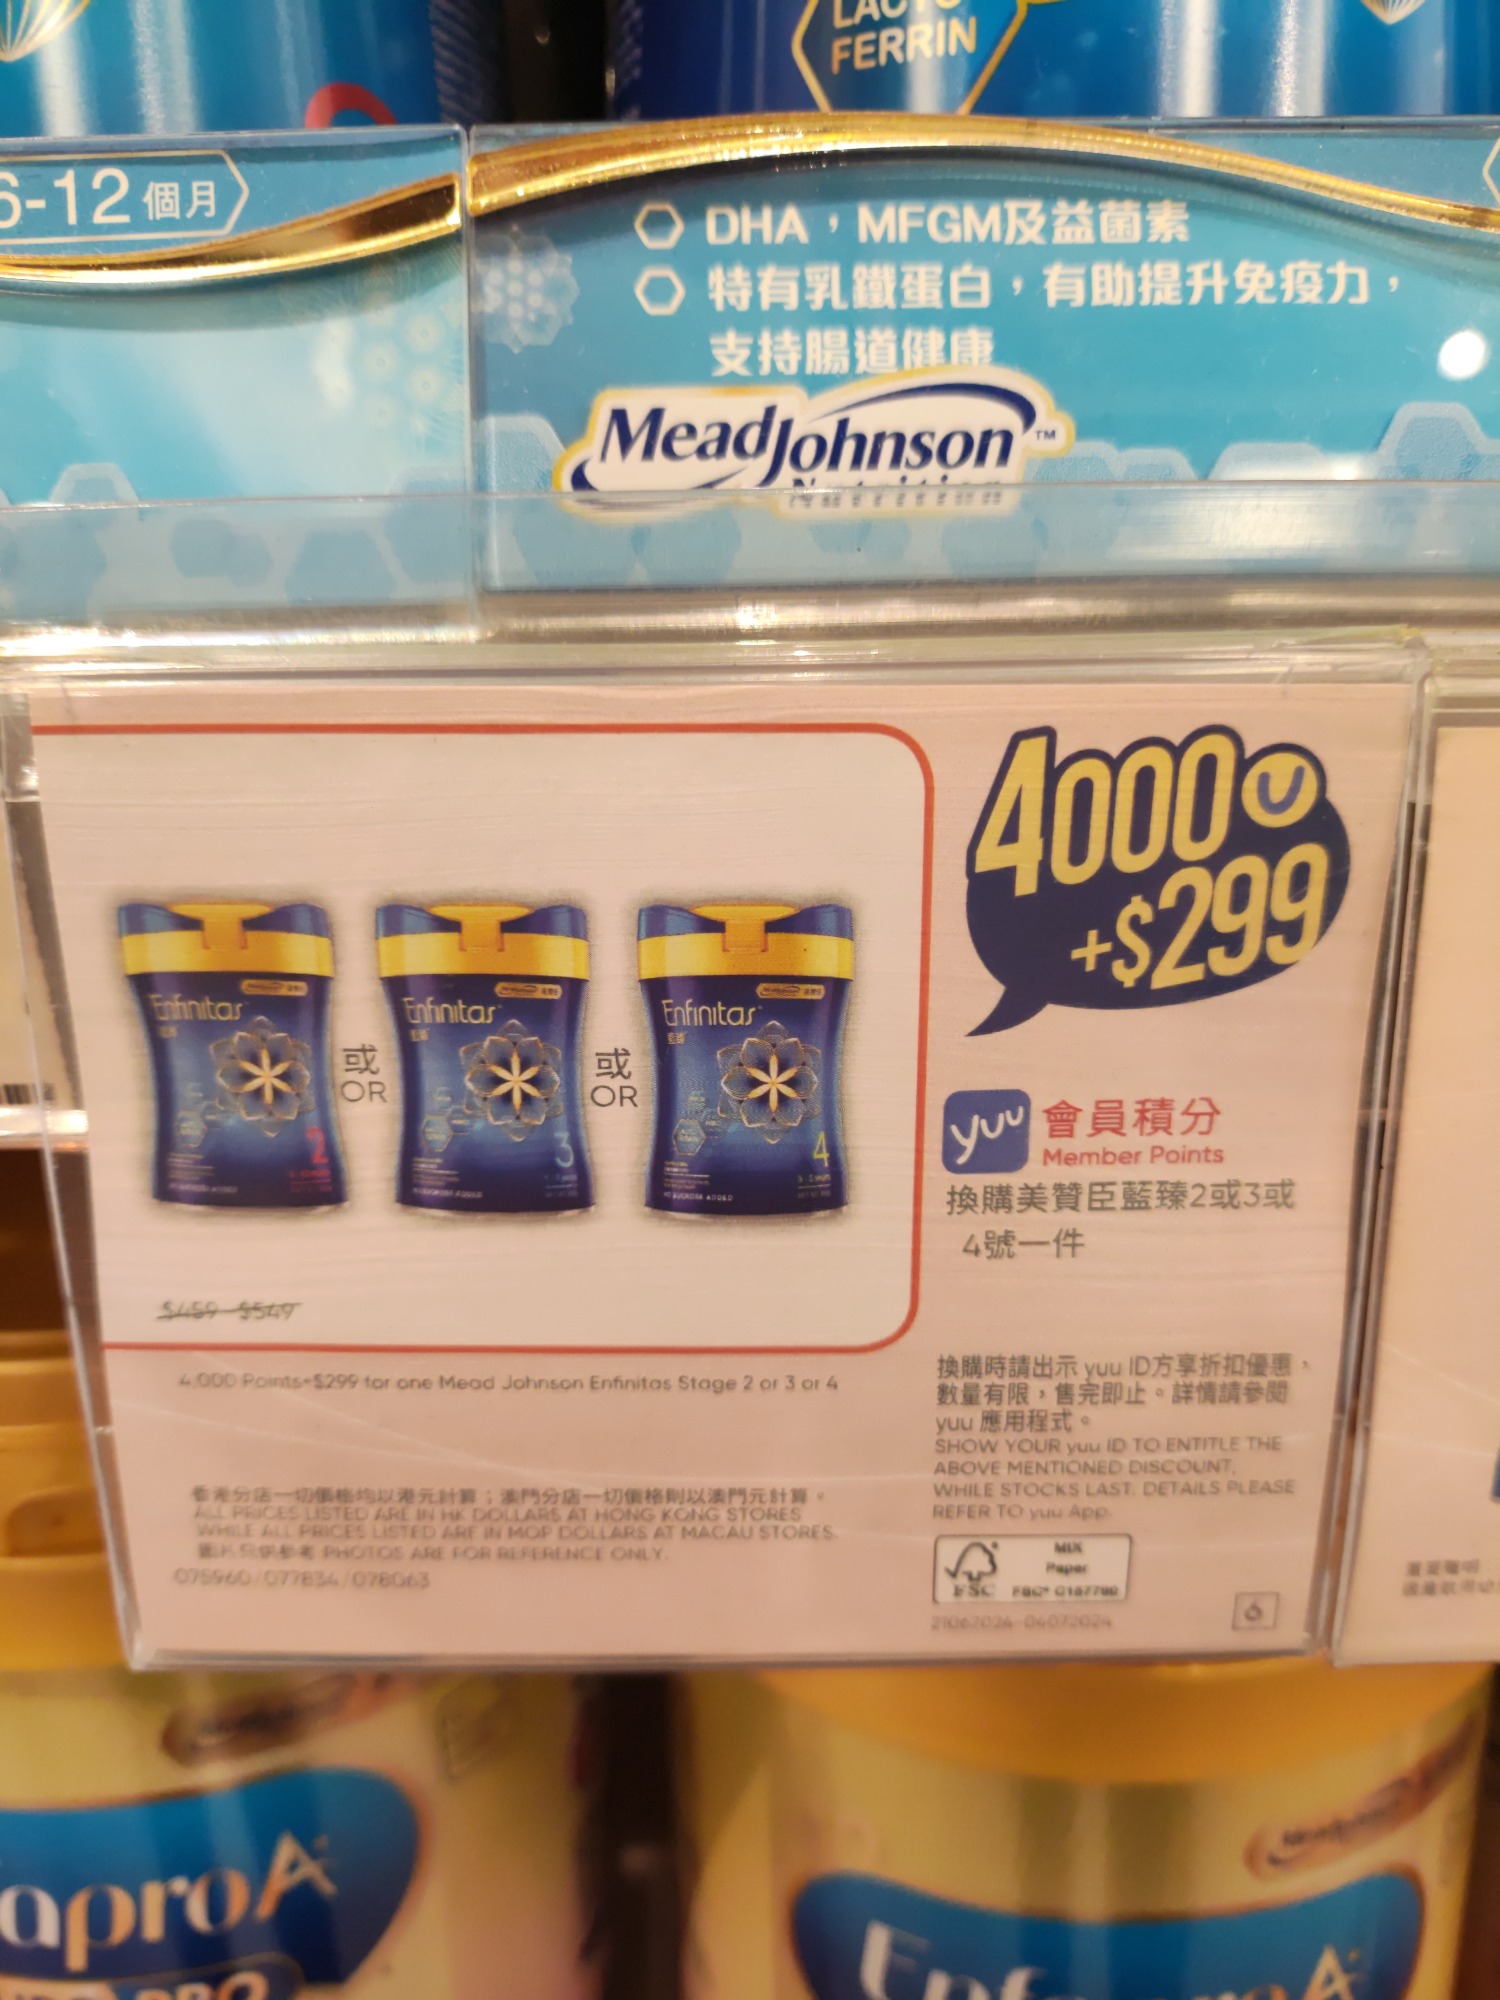 LACTO
FERRIN
6-12個月
DHA，MFGM及益菌素
特有乳鐵蛋白，有助提升免疫力，
支持腸道健康
MeadJohnson™
Nutrition
4000
+$299
Enfinitas
2
或
OR
Enfinitas
3
或
OR
Enfinitas
4
NO SUCROSE ADDED
yuu 會員積分
Member Points
換購美贊臣藍臻2或3或
4號一件
$459-$549
4,000 Points+$299 for one Mead Johnson Enfinitas Stage 2 or 3 or 4
換購時請出示 yuu ID方享折扣優惠，
數量有限，售完即止。詳情請參閱
yuu 應用程式。
SHOW YOUR yuu ID TO ENTITLE THE
ABOVE MENTIONED DISCOUNT,
WHILE STOCKS LAST. DETAILS PLEASE
REFER TO yuu App.
香港分店一切價格均以港元計算；澳門分店一切價格則以澳門元計算。
ALL PRICES LISTED ARE IN HK DOLLARS AT HONG KONG STORES
WHILE ALL PRICES LISTED ARE IN MOP DOLLARS AT MACAU STORES.
圖片只供參考 PHOTOS ARE FOR REFERENCE ONLY.
075960/077834/078063
FSC
MIX
Paper
21062024-04072024
6
aproA+